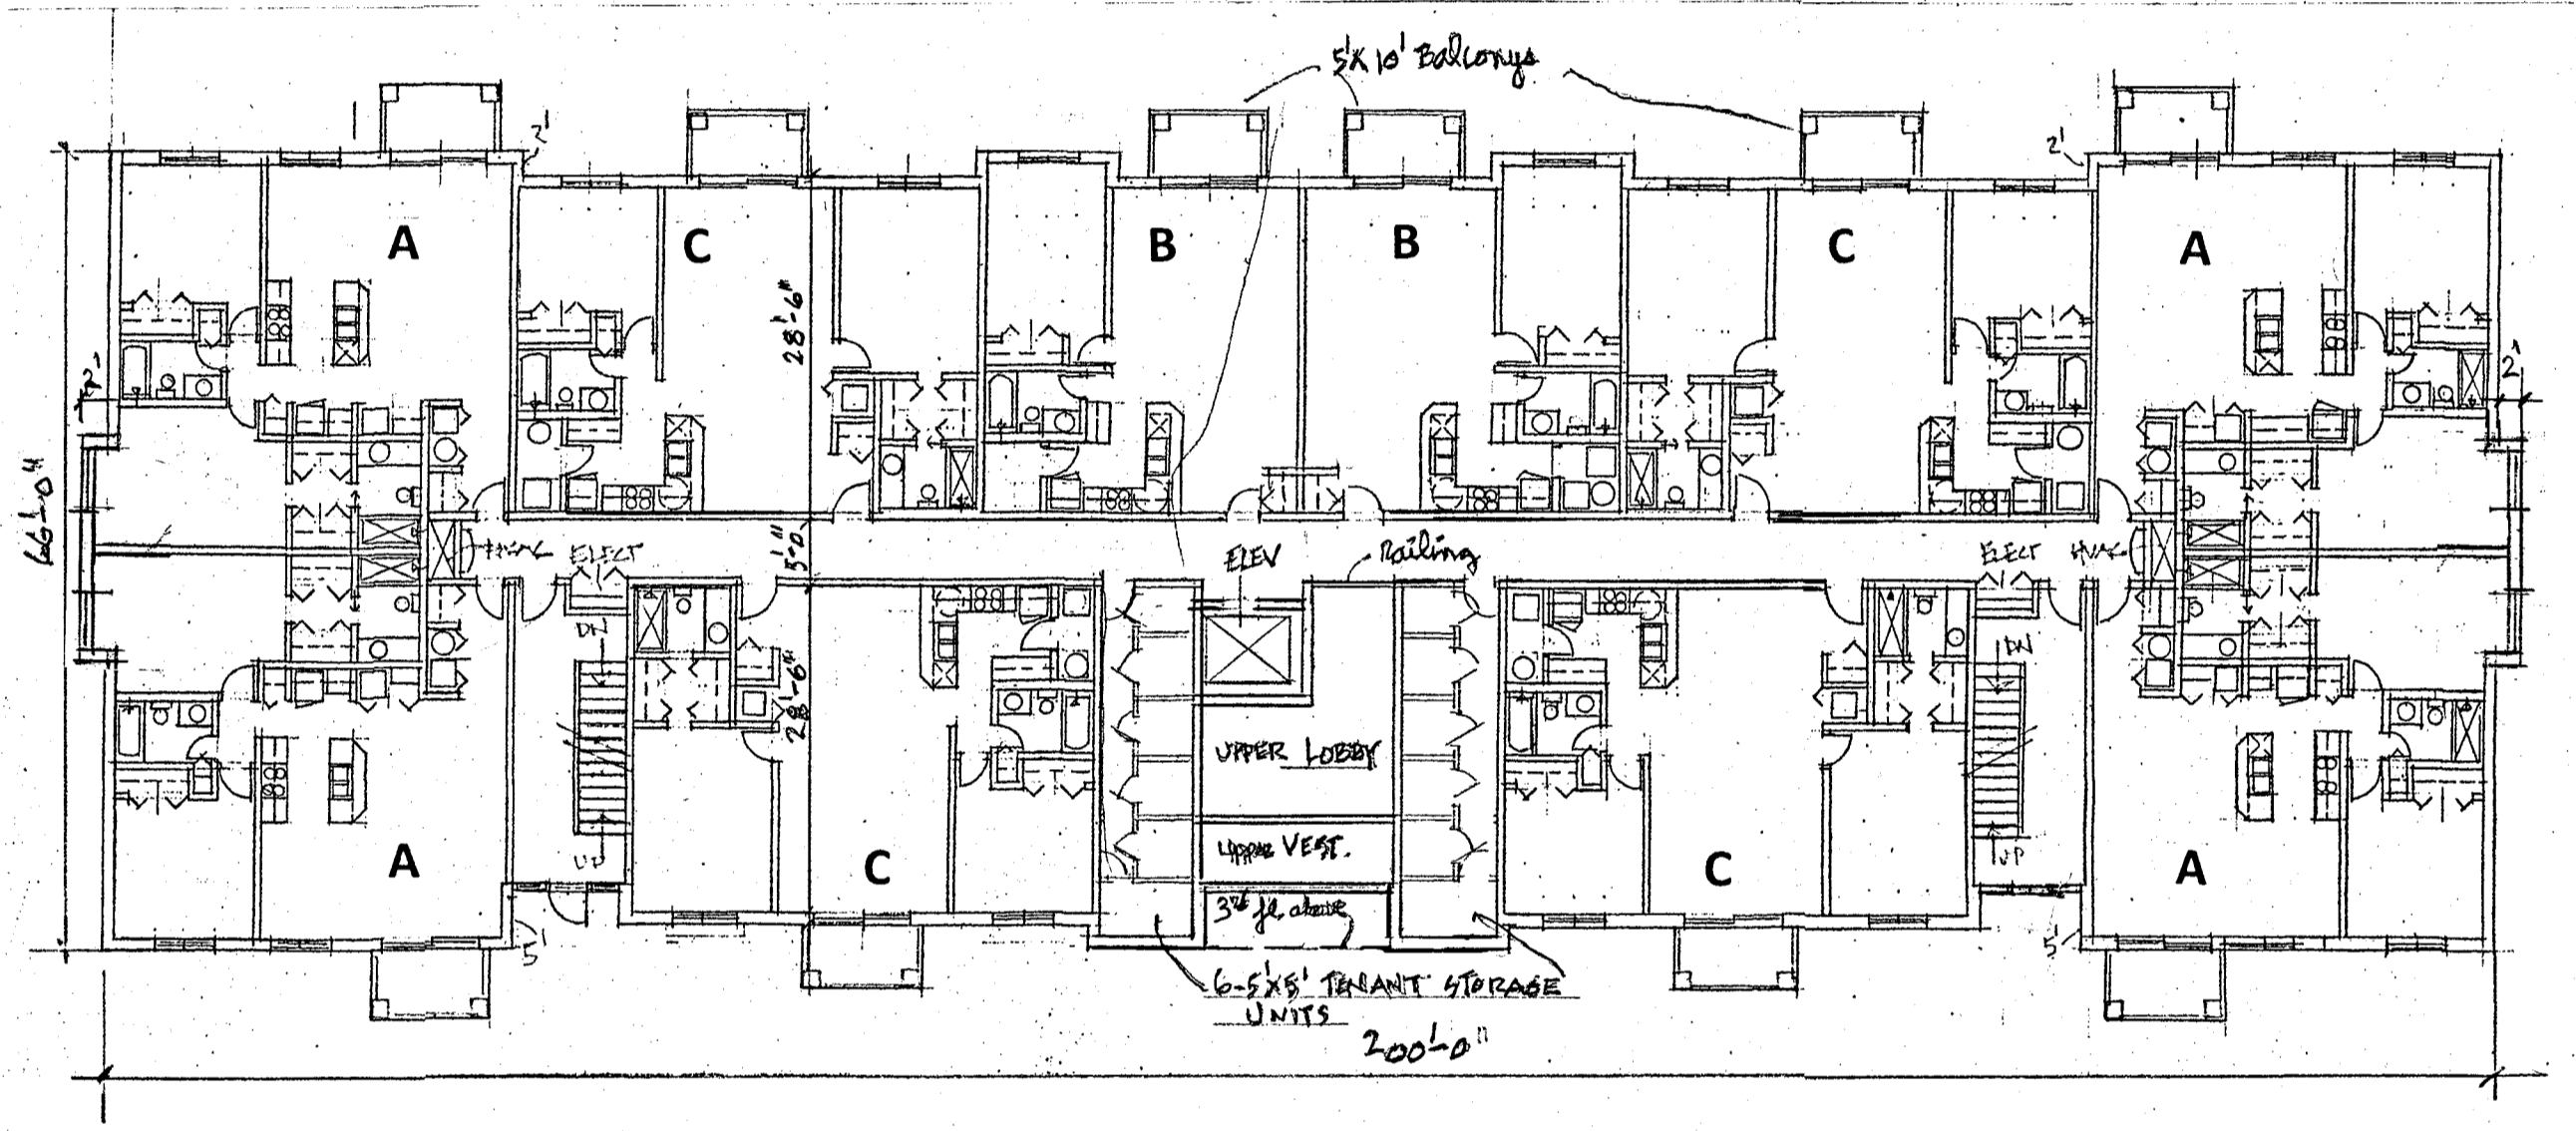 5'X10' Balconys
2'
2'
A
C
B
B
C
A
28'-6"
2'
2'
66'-0"
HVAC
ELECT
5'-0"
ELEV
Railing
ELECT
HVAC
DN
DN
28'-6"
UPPER LOBBY
UPPER VEST.
UP
UP
A
C
C
A
3rd fl. above
5'
5'
6-5'X5' TENANT STORAGE
UNITS
200'-0"